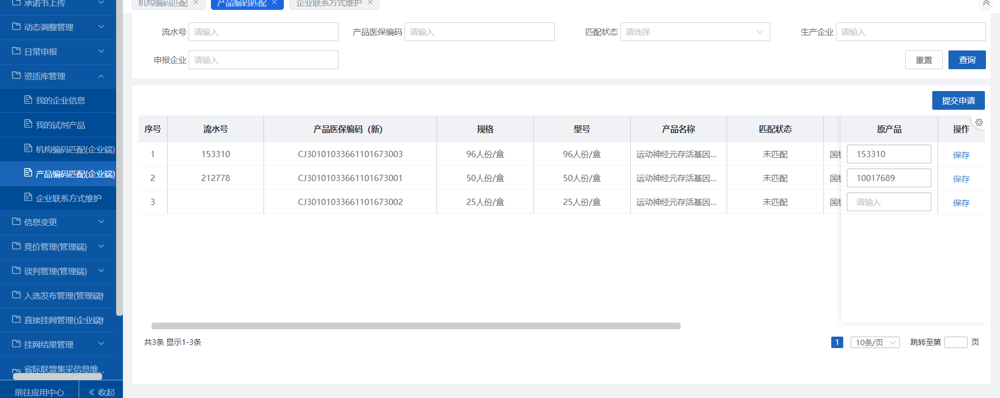 承诺书上传
动态调整管理
日常申报
资质库管理
我的企业信息
我的试剂产品
机构编码匹配(企业端)
产品编码匹配(企业端)
企业联系方式维护
信息变更
竞价管理(管理端)
谈判管理(管理端)
入选发布管理(管理端)
直接挂网管理(企业端)
挂网结果管理
省际联盟集采信息维
前往应用中心 收起
机构编码匹配 产品编码匹配 企业联系方式维护
流水号 请输入 产品医保编码 请输入 匹配状态 请选择 生产企业 请输入
申报企业 请输入 重置 查询
提交申请
序号 流水号 产品医保编码（新） 规格 型号 产品名称 匹配状态 原产品 操作
1 153310 CJ30101033661101673003 96人份/盒 96人份/盒 运动神经元存活基因... 未匹配 国 153310 保存
2 212778 CJ30101033661101673001 50人份/盒 50人份/盒 运动神经元存活基因... 未匹配 国 10017689 保存
3 CJ30101033661101673002 25人份/盒 25人份/盒 运动神经元存活基因... 未匹配 国 请输入 保存
共3条 显示1-3条 1 10条/页 跳转至第 页